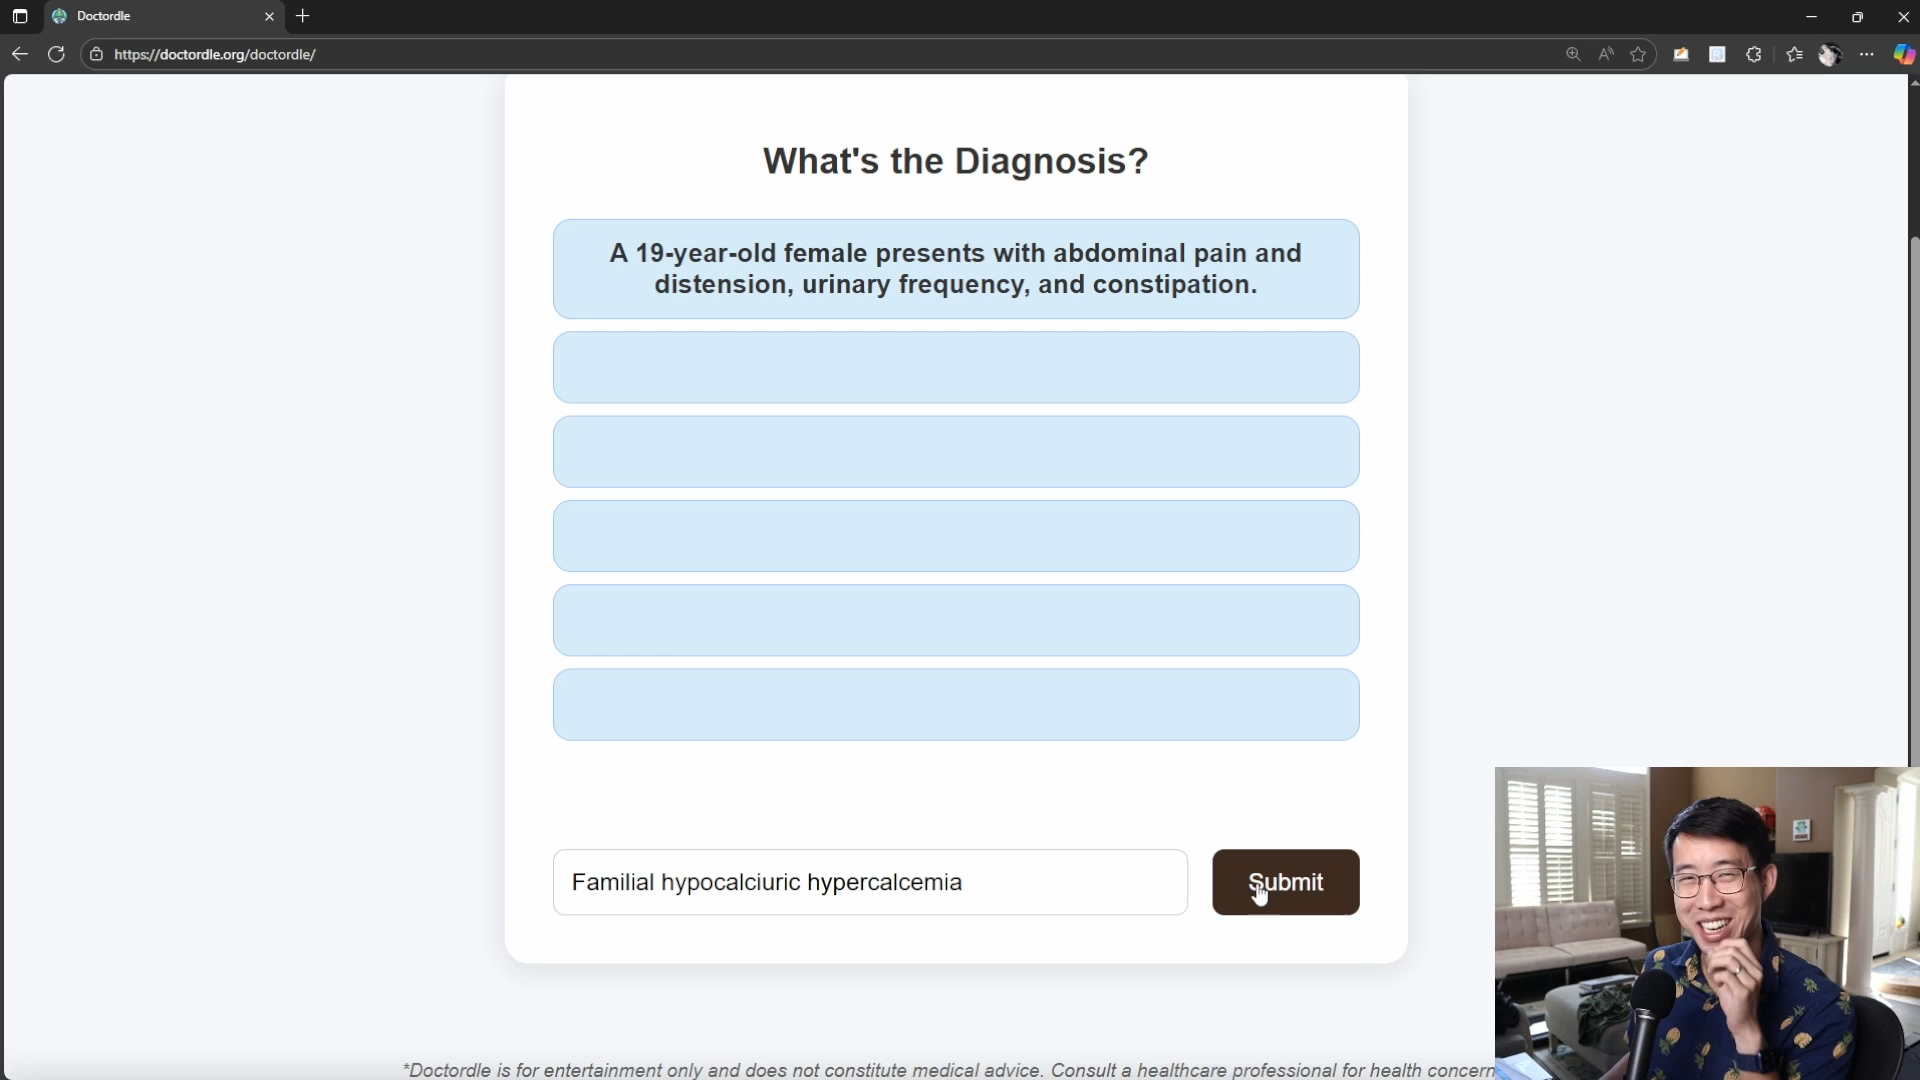 Doctordle
https://doctordle.org/doctordle/
What's the Diagnosis?
A 19-year-old female presents with abdominal pain and
distension, urinary frequency, and constipation.
Familial hypocalciuric hypercalcemia
Submit
*Doctordle is for entertainment only and does not constitute medical advice. Consult a healthcare professional for health concern